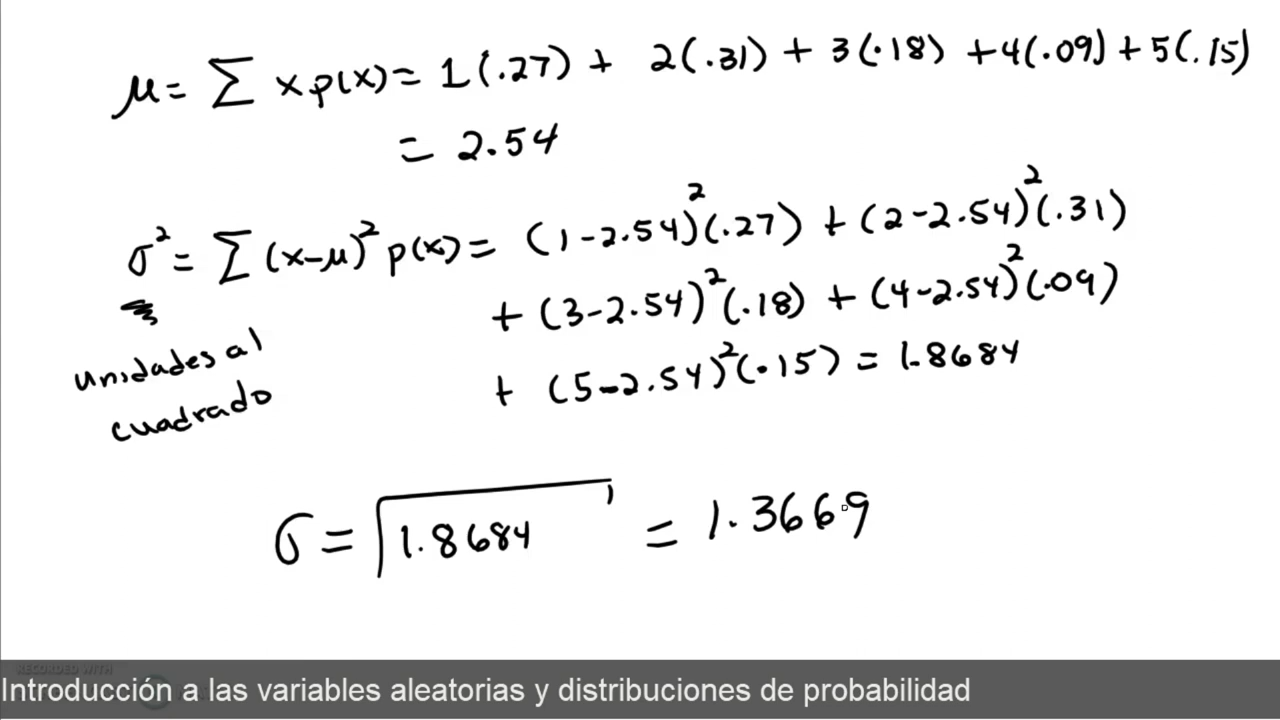 μ = ∑ x p(x) = 1(.27) + 2(.31) + 3(.18) + 4(.09) + 5(.15)
= 2.54
σ² = ∑ (x-μ)² p(x) = (1-2.54)²(.27) + (2-2.54)²(.31)
+ (3-2.54)²(.18) + (4-2.54)²(.09)
+ (5-2.54)²(.15) = 1.8684
unidades al
cuadrado
σ = √1.8684 = 1.3669
RECORDED WITH
Introducción a las variables aleatorias y distribuciones de probabilidad